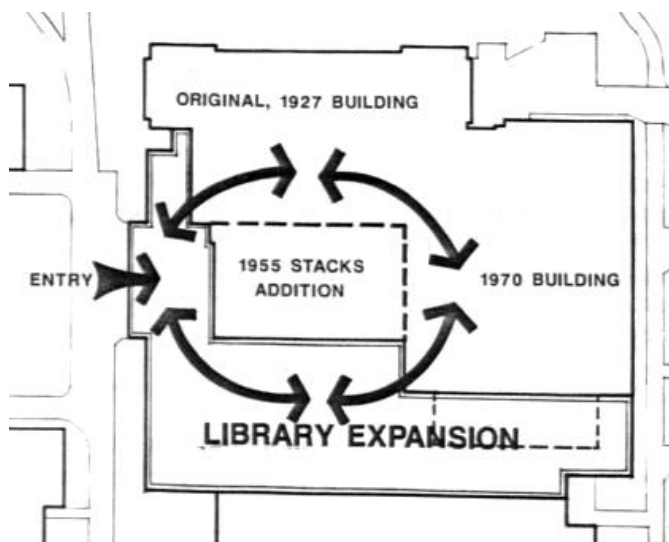 ORIGINAL, 1927 BUILDING
ENTRY
1955 STACKS
ADDITION
1970 BUILDING
LIBRARY EXPANSION